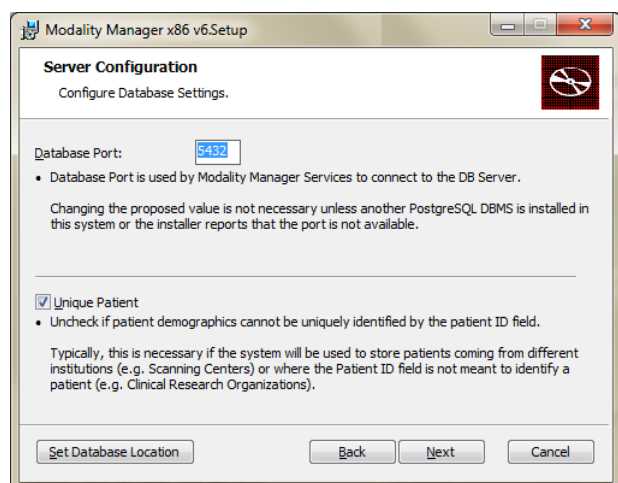 Modality Manager x86 v6.Setup
Server Configuration
Configure Database Settings.
Database Port: 5432
• Database Port is used by Modality Manager Services to connect to the DB Server.
Changing the proposed value is not necessary unless another PostgreSQL DBMS is installed in
this system or the installer reports that the port is not available.
Unique Patient
• Uncheck if patient demographics cannot be uniquely identified by the patient ID field.
Typically, this is necessary if the system will be used to store patients coming from different
institutions (e.g. Scanning Centers) or where the Patient ID field is not meant to identify a
patient (e.g. Clinical Research Organizations).
Set Database Location Back Next Cancel